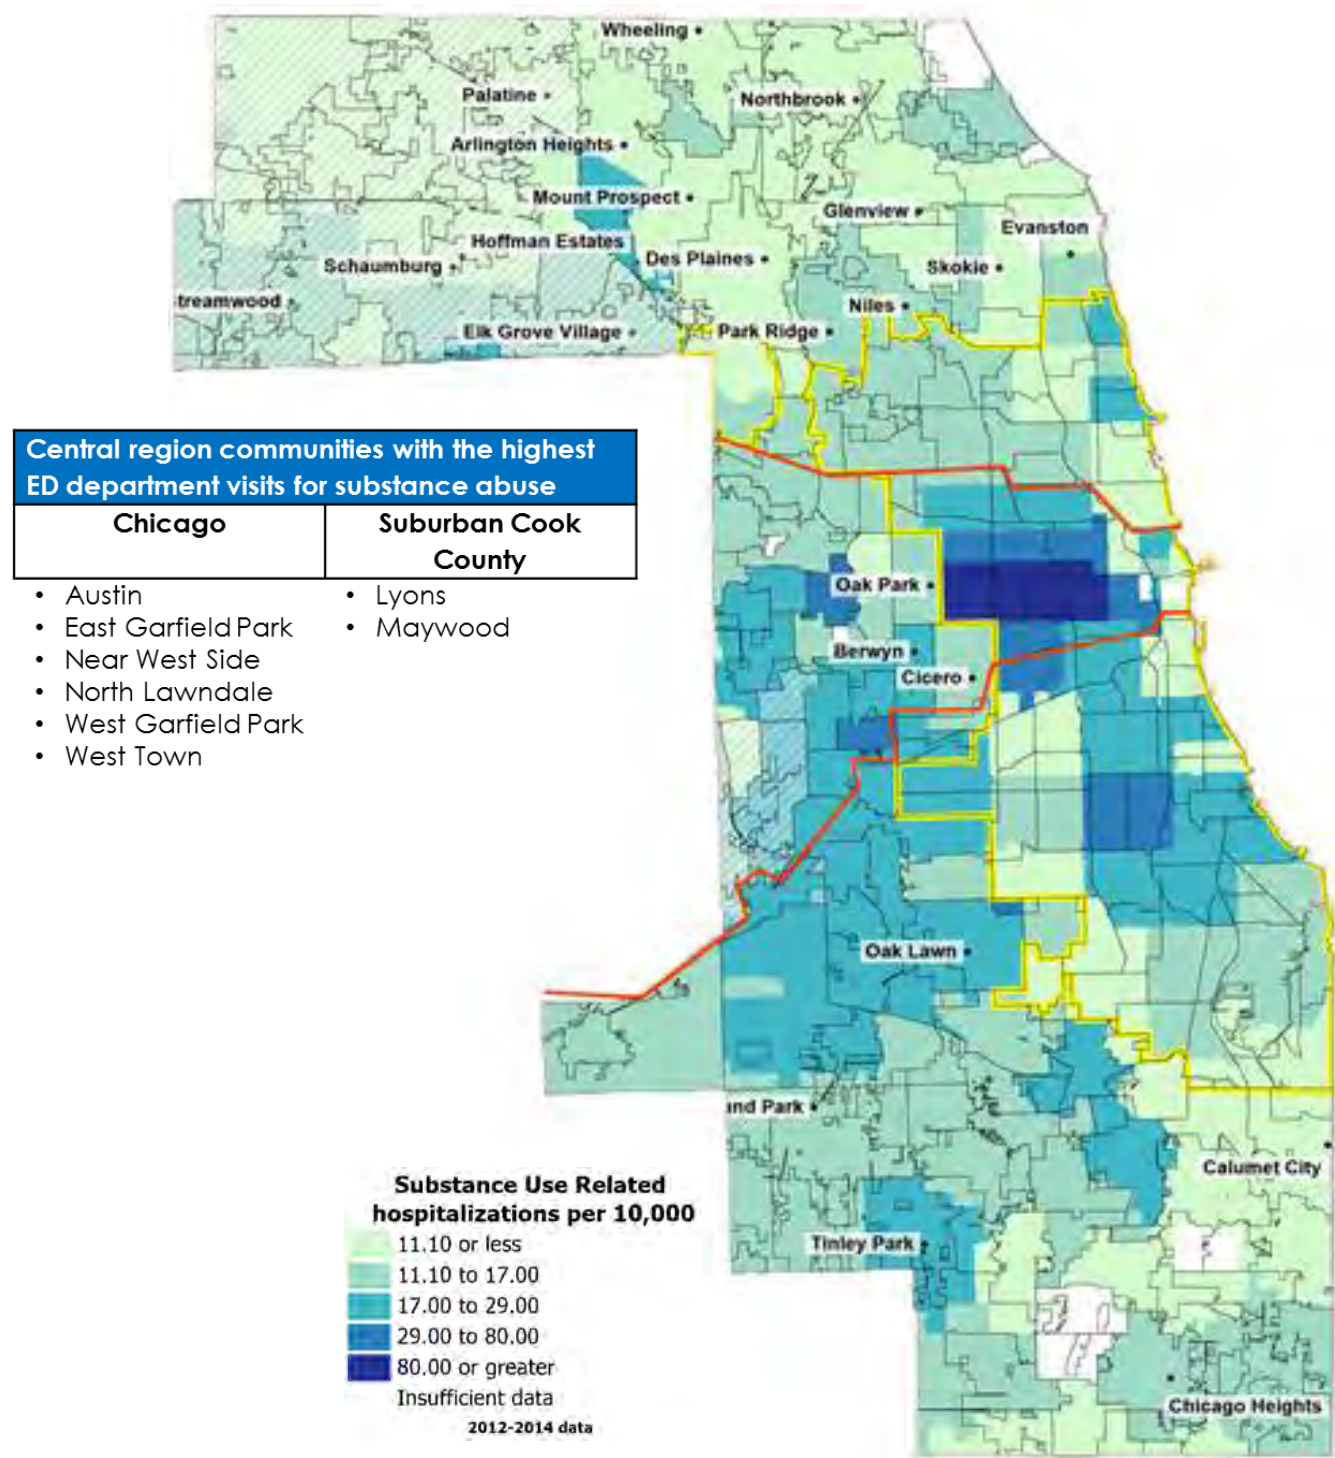 Wheeling
Palatine
Northbrook
Arlington Heights
Mount Prospect
Glenview
Evanston
Hoffman Estates
Schaumburg
Des Plaines
Skokie
treamwood
Niles
Elk Grove Village
Park Ridge
Central region communities with the highest
ED department visits for substance abuse
Chicago
Suburban Cook
County
• Austin
• East Garfield Park
• Near West Side
• North Lawndale
• West Garfield Park
• West Town
• Lyons
• Maywood
Oak Park
Berwyn
Cicero
Oak Lawn
and Park
Calumet City
Tinley Park
Chicago Heights
Substance Use Related
hospitalizations per 10,000
11.10 or less
11.10 to 17.00
17.00 to 29.00
29.00 to 80.00
80.00 or greater
Insufficient data
2012-2014 data